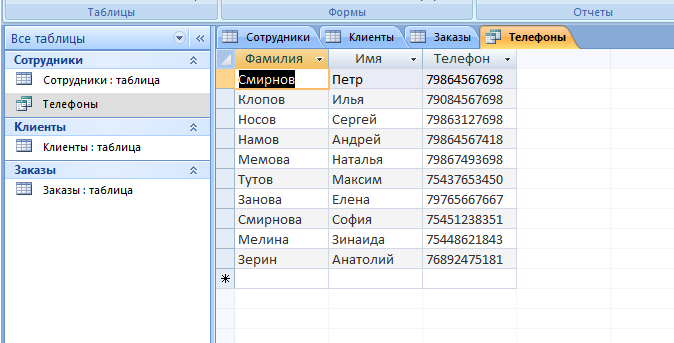 Таблицы Формы Отчеты
Все таблицы
Сотрудники
Сотрудники : таблица
Телефоны
Клиенты
Клиенты : таблица
Заказы
Заказы : таблица
Сотрудники Клиенты Заказы Телефоны
Фамилия Имя Телефон
Смирнов Петр 79864567698
Клопов Илья 79084567698
Носов Сергей 79863127698
Намов Андрей 79864567418
Мемова Наталья 79867493698
Тутов Максим 75437653450
Занова Елена 79765667667
Смирнова София 75451238351
Мелина Зинаида 75448621843
Зерин Анатолий 76892475181